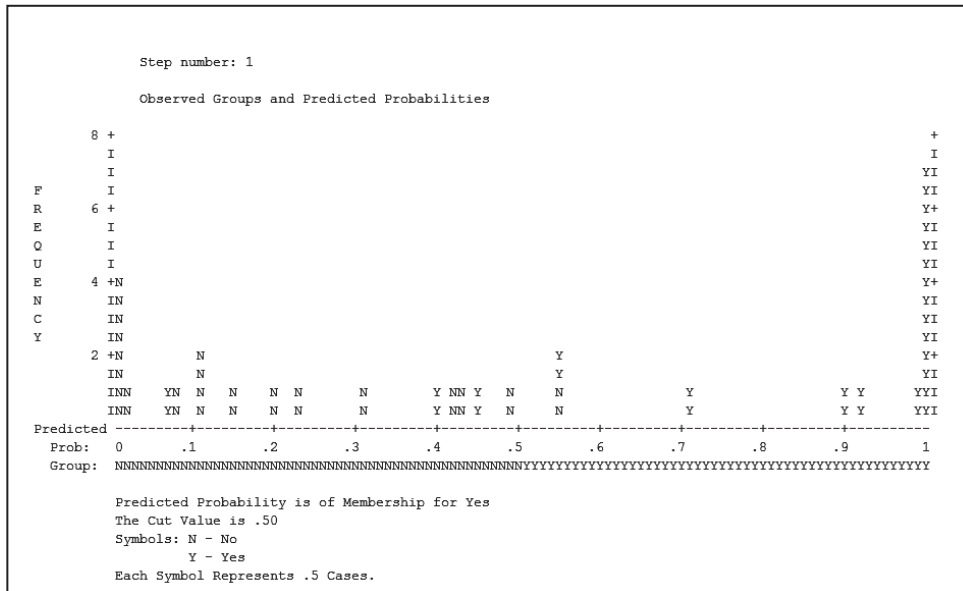 Step number: 1
Observed Groups and Predicted Probabilities
      8 +                                                                                                    +
        I                                                                                                    I
        I                                                                                                   YI
F       I                                                                                                   YI
R     6 +                                                                                                   Y+
E       I                                                                                                   YI
Q       I                                                                                                   YI
U       I                                                                                                   YI
E     4 +N                                                                                                  Y+
N       IN                                                                                                  YI
C       IN                                                                                                  YI
Y       IN                                                                                                  YI
      2 +N         N                                           Y                                            Y+
        IN         N                                           Y                                            YI
        INN    YN  N   N    N  N       N        Y NN Y   N     N               Y                  Y Y      YYI
        INN    YN  N   N    N  N       N        Y NN Y   N     N               Y                  Y Y      YYI
Predicted --------------+--------------+--------------+--------------+--------------+--------------+--------------+--------------+--------------+---------------
Prob: 0 .1 .2 .3 .4 .5 .6 .7 .8 .9 1
Group: NNNNNNNNNNNNNNNNNNNNNNNNNNNNNNNNNNNNNNNNNNNNNNNNNNYYYYYYYYYYYYYYYYYYYYYYYYYYYYYYYYYYYYYYYYYYYYYYYYYY
Predicted Probability is of Membership for Yes
The Cut Value is .50
Symbols: N - No
Y - Yes
Each Symbol Represents .5 Cases.